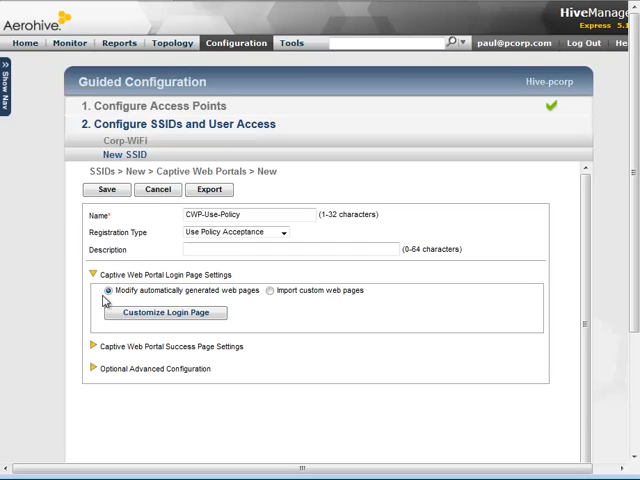 Aerohive
HiveManage
Express 5.1
Home Monitor Reports Topology Configuration Tools paul@pcorp.com Log Out He
Show Nav
Guided Configuration Hive-pcorp
1. Configure Access Points
2. Configure SSIDs and User Access
Corp-WiFi
New SSID
SSIDs > New > Captive Web Portals > New
Save Cancel Export
Name* CWP-Use-Policy (1-32 characters)
Registration Type Use Policy Acceptance
Description (0-64 characters)
Captive Web Portal Login Page Settings
Modify automatically generated web pages Import custom web pages
Customize Login Page
Captive Web Portal Success Page Settings
Optional Advanced Configuration